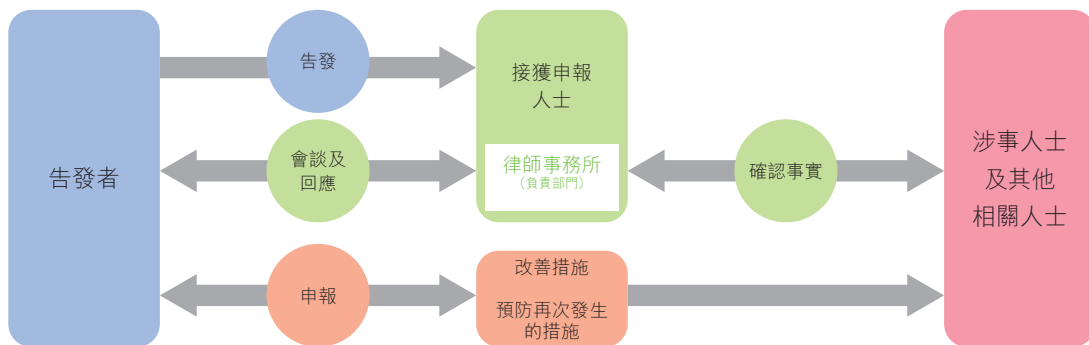 告發者
告發
會談及
回應
申報
接獲申報
人士
律師事務所
（負責部門）
改善措施
預防再次發生
的措施
確認事實
涉事人士
及其他
相關人士